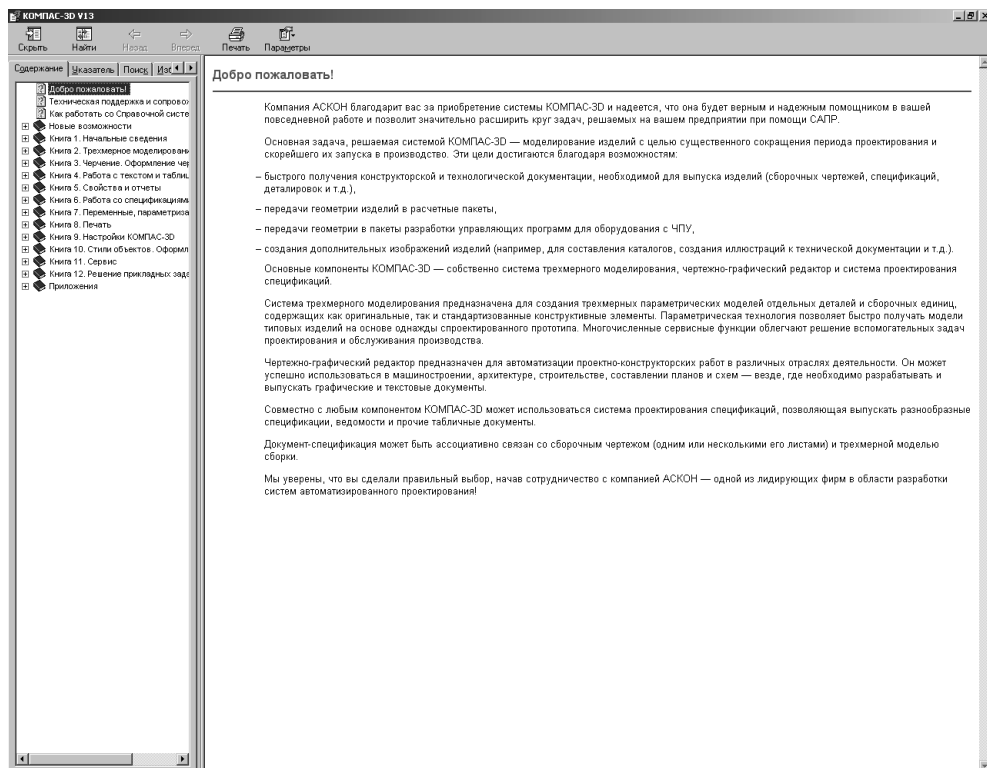 КОМПАС-3D V13
Скрыть Найти Назад Вперед Печать Параметры
Содержание Указатель Поиск
Добро пожаловать!
Техническая поддержка и сопровож
Как работать со Справочной систе
Новые возможности
Книга 1. Начальные сведения
Книга 2. Трехмерное моделировани
Книга 3. Черчение. Оформление чер
Книга 4. Работа с текстом и таблиц
Книга 5. Свойства и отчеты
Книга 6. Работа со спецификациями
Книга 7. Переменные, параметриза
Книга 8. Печать
Книга 9. Настройки КОМПАС-3D
Книга 10. Стили объектов. Оформл
Книга 11. Сервис
Книга 12. Решение прикладных зада
Приложения
Добро пожаловать!
Компания АСКОН благодарит вас за приобретение системы КОМПАС-3D и надеется, что она будет верным и надежным помощником в вашей
повседневной работе и позволит значительно расширить круг задач, решаемых на вашем предприятии при помощи САПР.
Основная задача, решаемая системой КОМПАС-3D — моделирование изделий с целью существенного сокращения периода проектирования и
скорейшего их запуска в производство. Эти цели достигаются благодаря возможностям:
– быстрого получения конструкторской и технологической документации, необходимой для выпуска изделий (сборочных чертежей, спецификаций,
деталировок и т.д.),
– передачи геометрии изделий в расчетные пакеты,
– передачи геометрии в пакеты разработки управляющих программ для оборудования с ЧПУ,
– создания дополнительных изображений изделий (например, для составления каталогов, создания иллюстраций к технической документации и т.д.).
Основные компоненты КОМПАС-3D — собственно система трехмерного моделирования, чертежно-графический редактор и система проектирования
спецификаций.
Система трехмерного моделирования предназначена для создания трехмерных параметрических моделей отдельных деталей и сборочных единиц,
содержащих как оригинальные, так и стандартизованные конструктивные элементы. Параметрическая технология позволяет быстро получать модели
типовых изделий на основе однажды спроектированного прототипа. Многочисленные сервисные функции облегчают решение вспомогательных задач
проектирования и обслуживания производства.
Чертежно-графический редактор предназначен для автоматизации проектно-конструкторских работ в различных отраслях деятельности. Он может
успешно использоваться в машиностроении, архитектуре, строительстве, составлении планов и схем — везде, где необходимо разрабатывать и
выпускать графические и текстовые документы.
Совместно с любым компонентом КОМПАС-3D может использоваться система проектирования спецификаций, позволяющая выпускать разнообразные
спецификации, ведомости и прочие табличные документы.
Документ-спецификация может быть ассоциативно связан со сборочным чертежом (одним или несколькими его листами) и трехмерной моделью
сборки.
Мы уверены, что вы сделали правильный выбор, начав сотрудничество с компанией АСКОН — одной из лидирующих фирм в области разработки
систем автоматизированного проектирования!